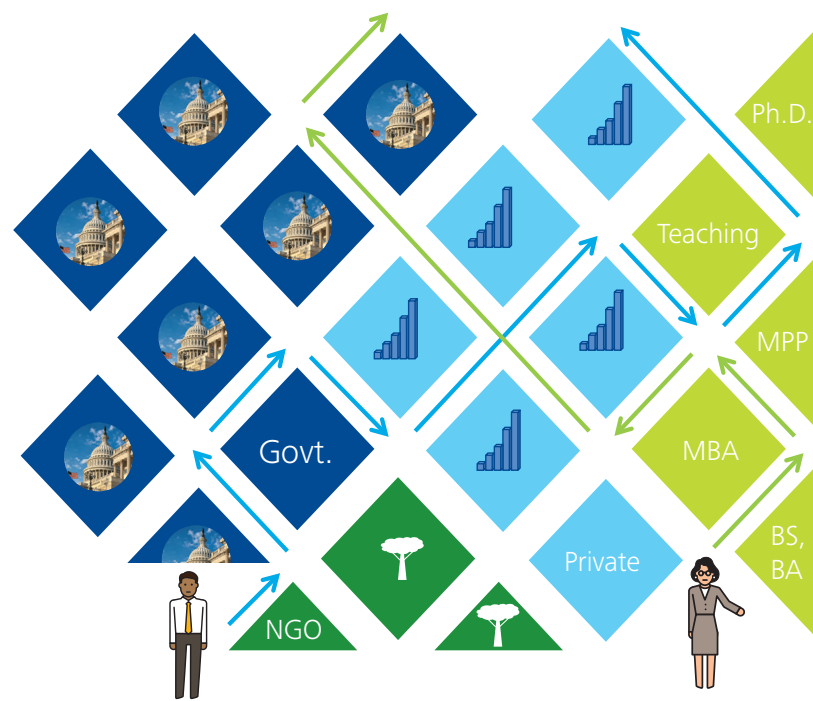 Ph.D.
Teaching
MPP
Govt.
MBA
BS,
BA
Private
NGO